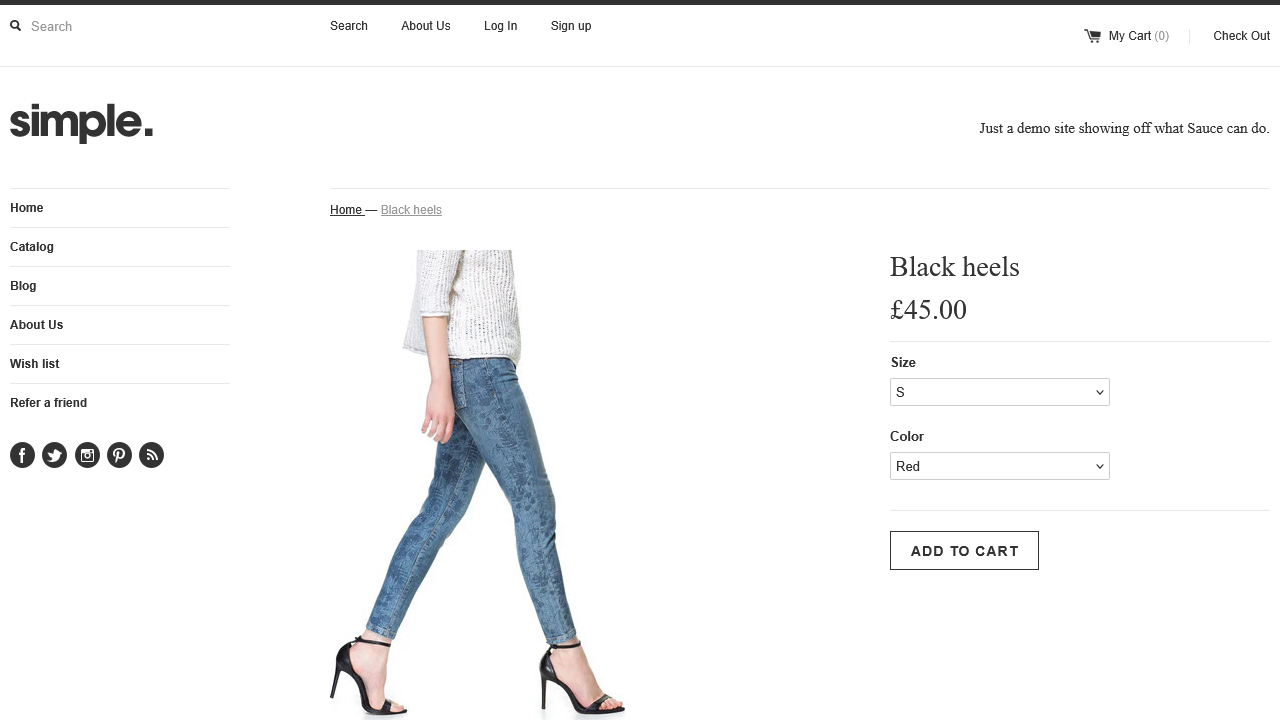 Search
Search
About Us
Log In
Sign up
My Cart (0)
Check Out
simple.
Just a demo site showing off what Sauce can do.
Home
Catalog
Blog
About Us
Wish list
Refer a friend
Home — Black heels
Black heels
£45.00
Size
S
Color
Red
ADD TO CART